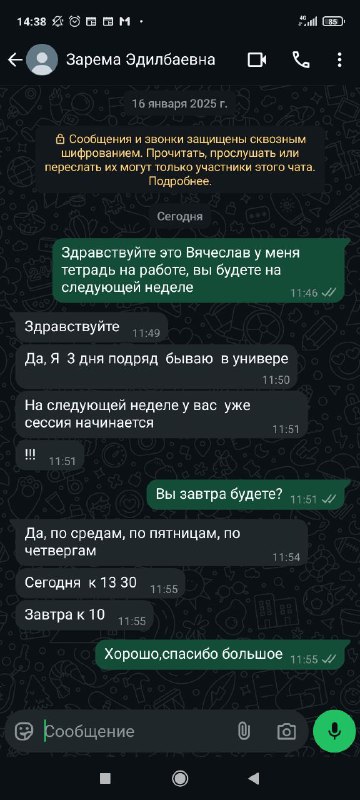 14:38
4G 85
Зарема Эдилбаевна
16 января 2025 г.
Сообщения и звонки защищены сквозным
шифрованием. Прочитать, прослушать или
переслать их могут только участники этого чата.
Подробнее.
Сегодня
Здравствуйте это Вячеслав у меня
тетрадь на работе, вы будете на
следующей неделе
11:46
Здравствуйте 11:49
Да, Я 3 дня подряд бываю в универе
11:50
На следующей неделе у вас уже
сессия начинается 11:51
!!! 11:51
Вы завтра будете? 11:51
Да, по средам, по пятницам, по
четвергам 11:54
Сегодня к 13 30 11:55
Завтра к 10 11:55
Хорошо,спасибо большое 11:55
Сообщение